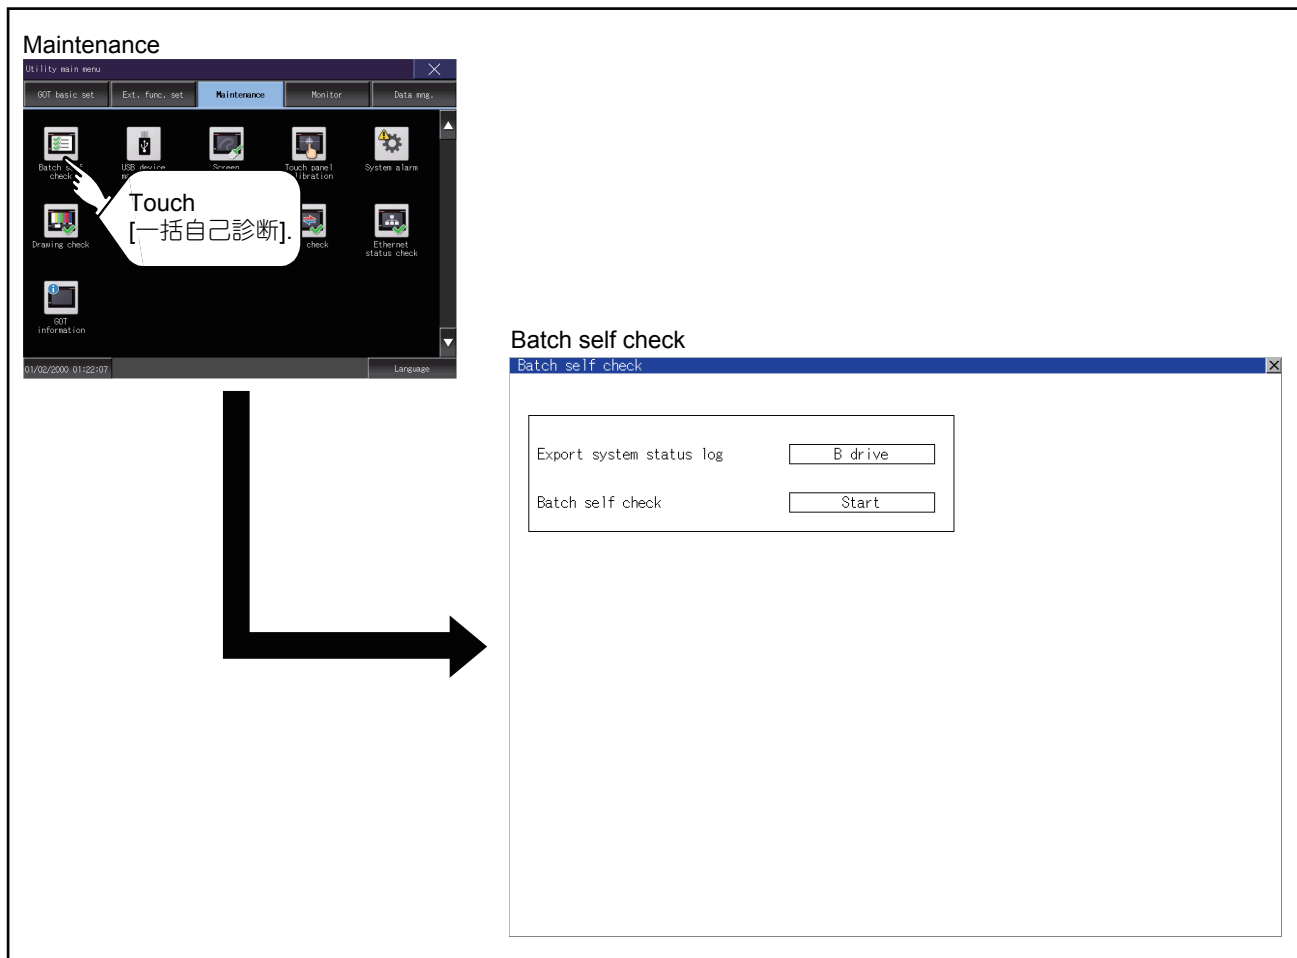 Maintenance
Utility main menu
GOT basic set
Ext. func. set
Maintenance
Monitor
Data mng.
Batch
check
USB device
Screen
Touch panel
System alarm
Touch
[一括自己診断].
Drawing check
check
Ethernet
status check
GOT
information
01/02/2000 01:22:07
Language
Batch self check
Batch self check
Export system status log
B drive
Batch self check
Start